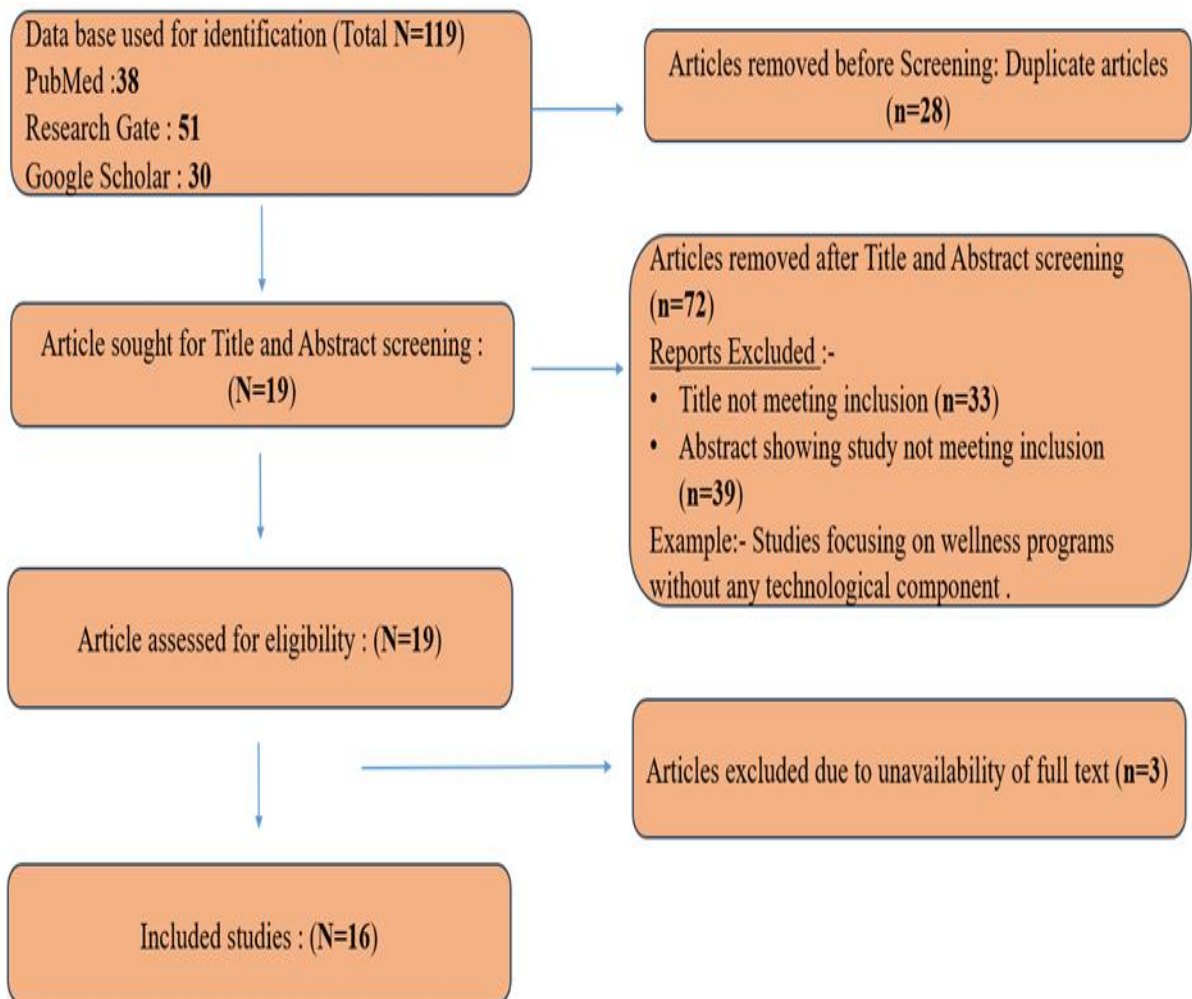 Data base used for identification (Total N=119)
PubMed :38
Research Gate : 51
Google Scholar : 30
Articles removed before Screening: Duplicate articles
(n=28)
Article sought for Title and Abstract screening :
(N=19)
Articles removed after Title and Abstract screening
(n=72)
Reports Excluded :-
• Title not meeting inclusion (n=33)
• Abstract showing study not meeting inclusion
(n=39)
Example:- Studies focusing on wellness programs
without any technological component .
Article assessed for eligibility : (N=19)
Articles excluded due to unavailability of full text (n=3)
Included studies : (N=16)